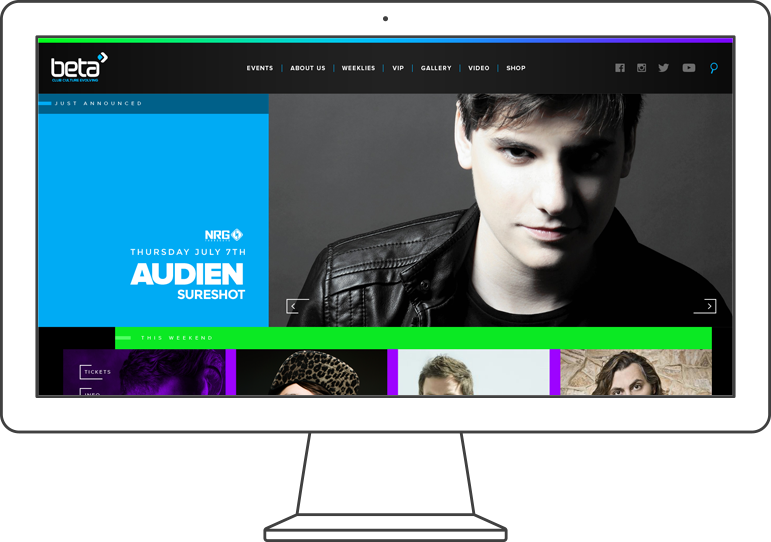 beta
CLUB CULTURE EVOLVING
EVENTS
ABOUT US
WEEKLIES
VIP
GALLERY
VIDEO
SHOP
JUST ANNOUNCED
NRG
THURSDAY JULY 7TH
AUDIEN
SURESHOT
THIS WEEKEND
TICKETS
INFO